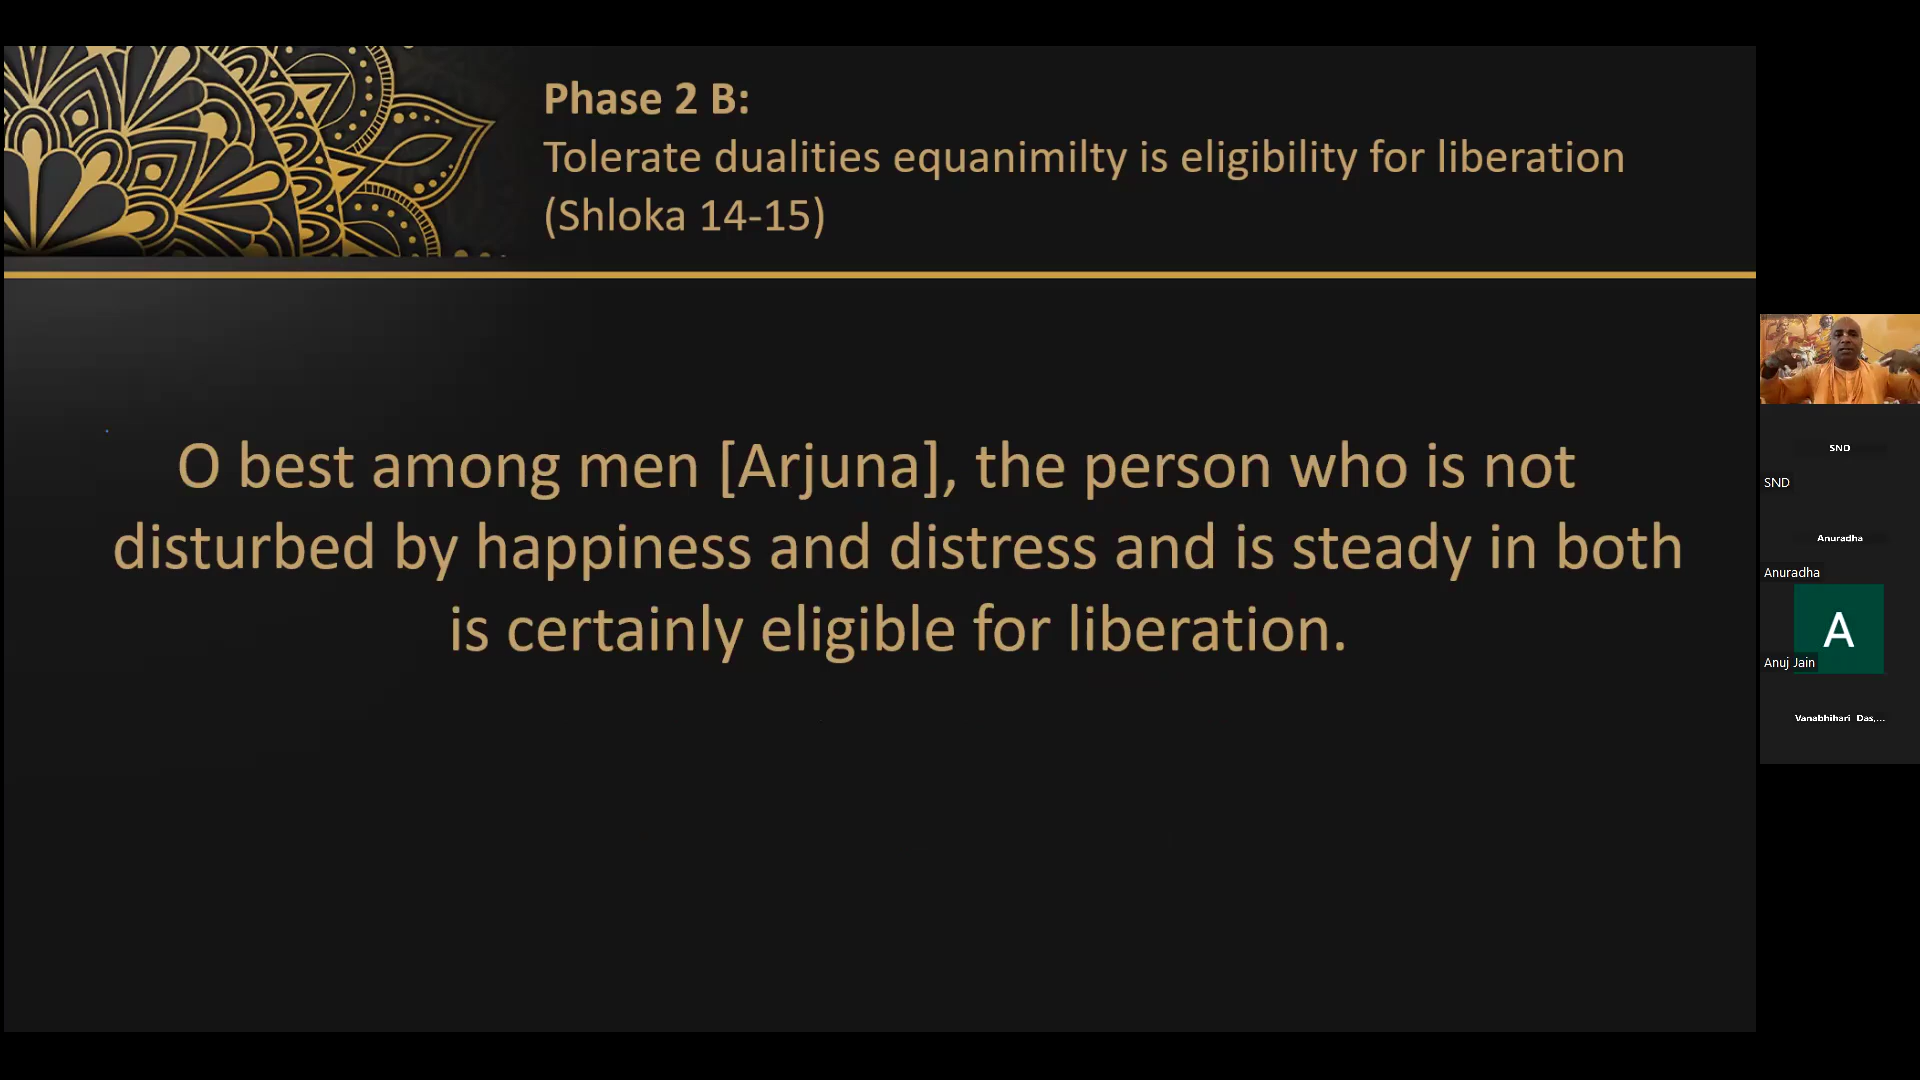 Phase 2 B:
Tolerate dualities equanimilty is eligibility for liberation
(Shloka 14-15)
O best among men [Arjuna], the person who is not
disturbed by happiness and distress and is steady in both
is certainly eligible for liberation.
SND
SND
Anuradha
Anuradha
A
Anuj Jain
Vanabhihari Das,...